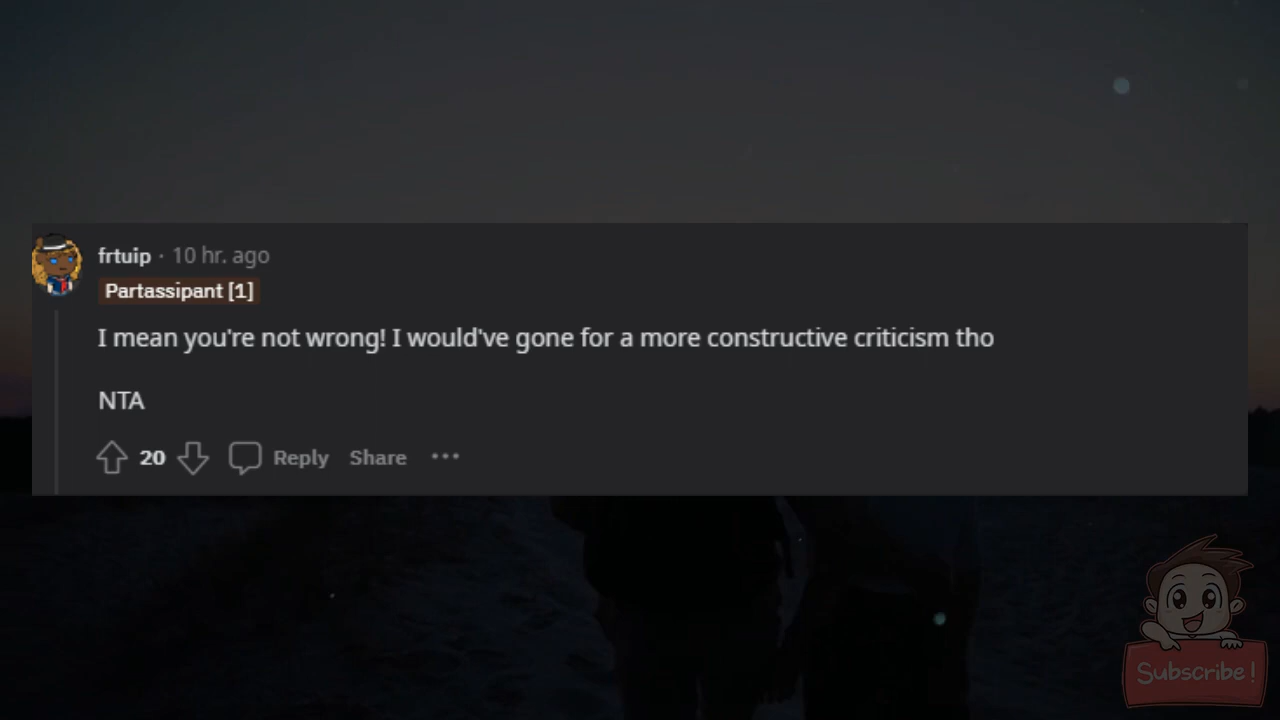 frtuip · 10 hr. ago
Partassipant [1]
I mean you're not wrong! I would've gone for a more constructive criticism tho
NTA
20 Reply Share ...
Subscribe!